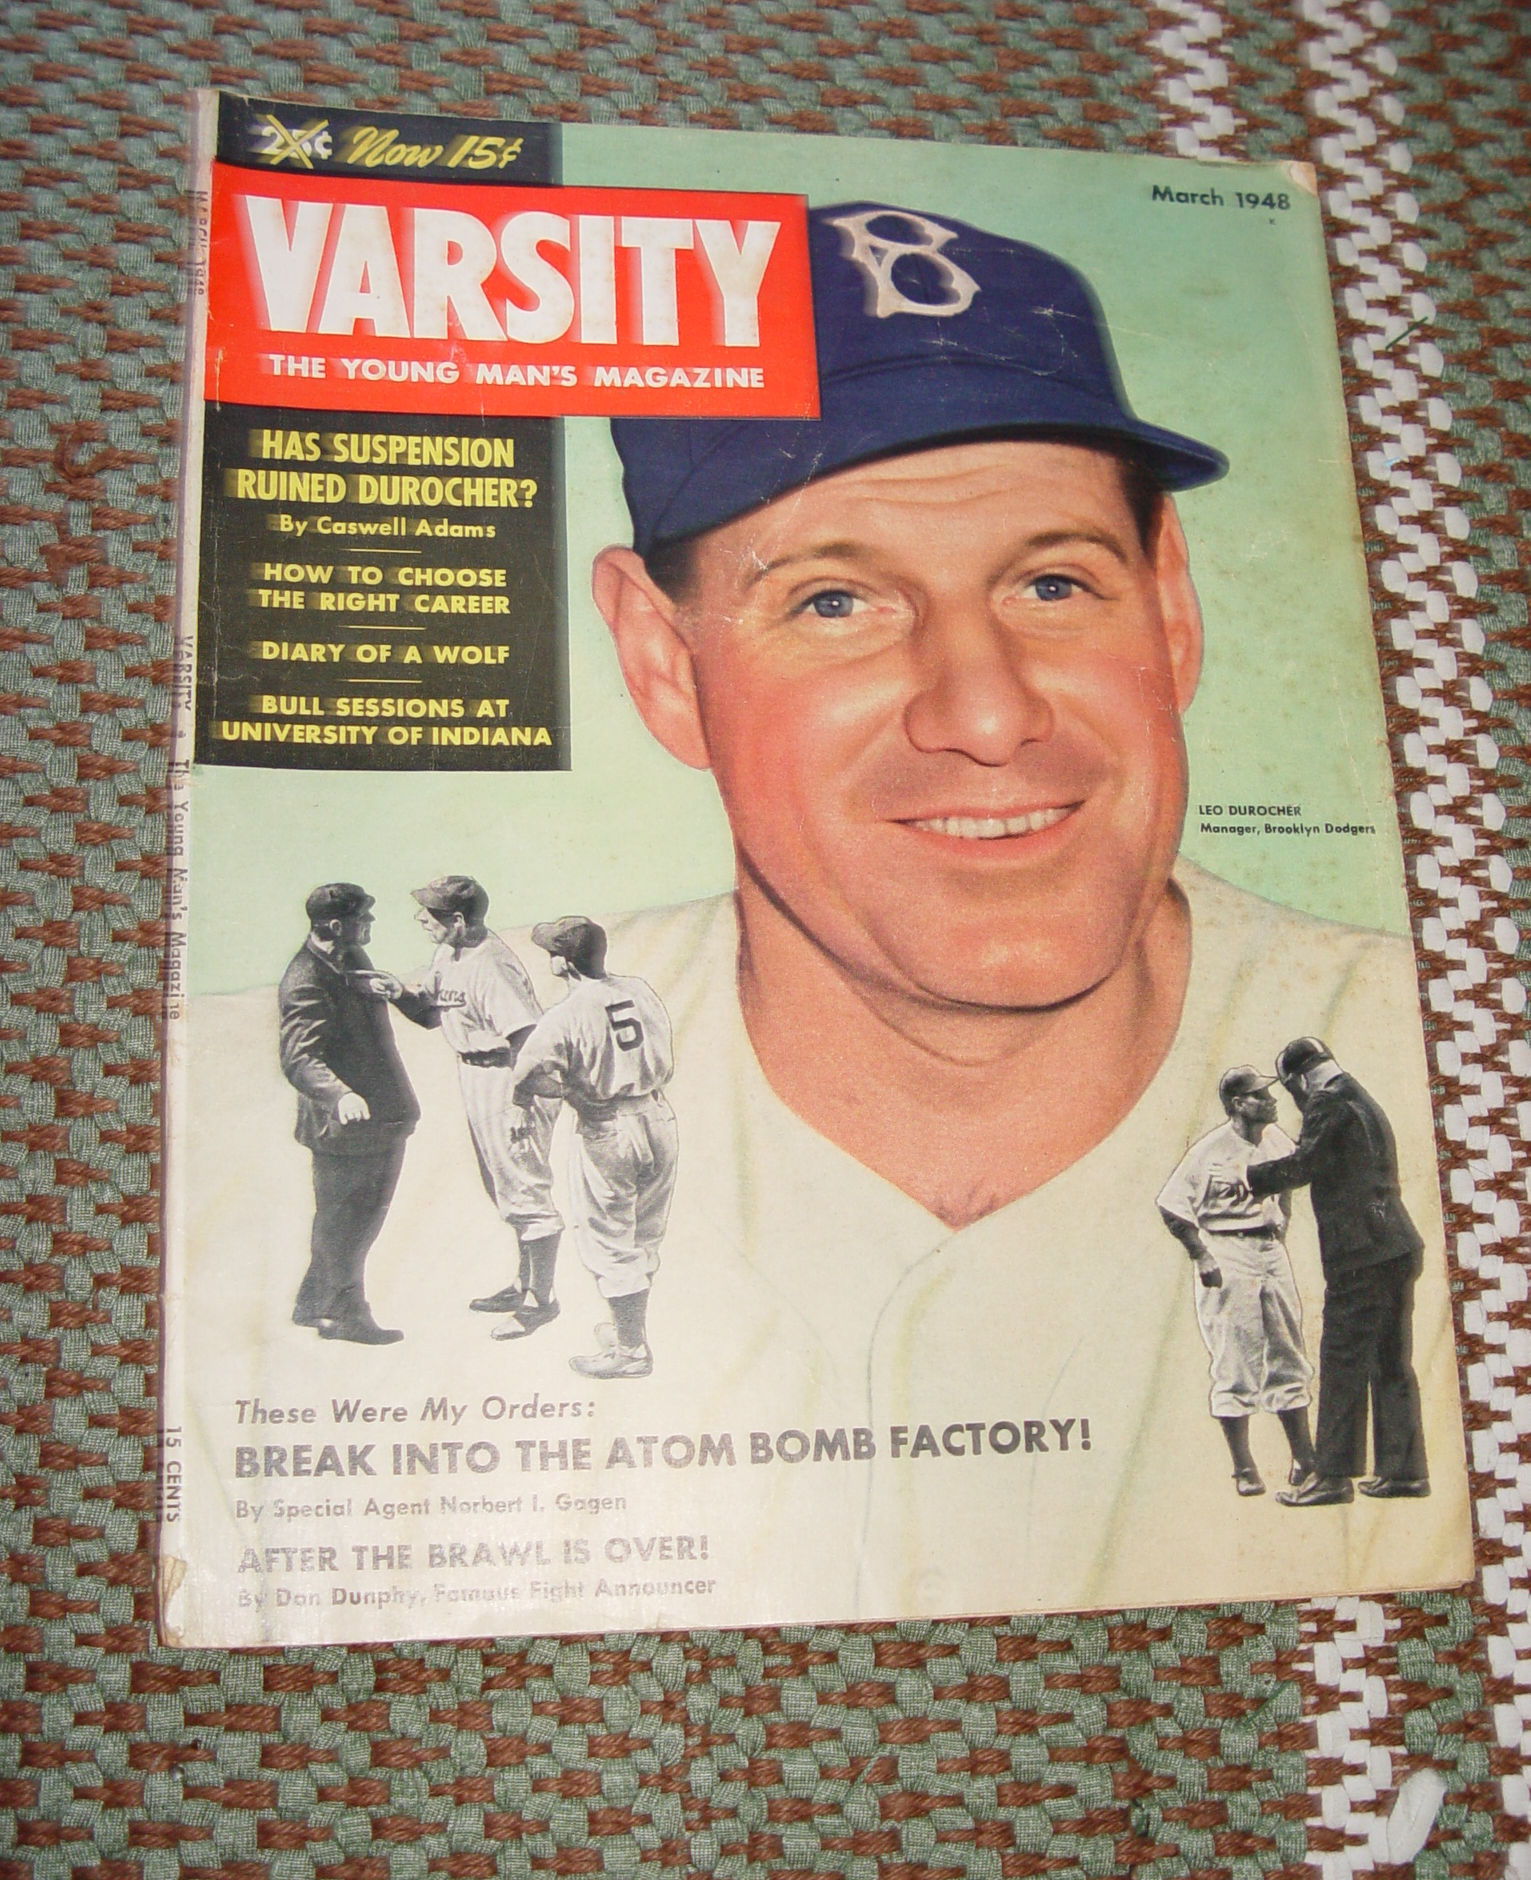 25¢ Now 15¢
March 1948
K
B
VARSITY
THE YOUNG MAN'S MAGAZINE
HAS SUSPENSION
RUINED DUROCHER?
By Caswell Adams
HOW TO CHOOSE
THE RIGHT CAREER
DIARY OF A WOLF
BULL SESSIONS AT
UNIVERSITY OF INDIANA
LEO DUROCHER
Manager, Brooklyn Dodgers
5
These Were My Orders:
BREAK INTO THE ATOM BOMB FACTORY!
By Special Agent Norbert I. Gagen
AFTER THE BRAWL IS OVER!
By Don Dunphy, Famous Fight Announcer
MARCH 1948
VARSITY
The Young Man's Magazine
15 CENTS